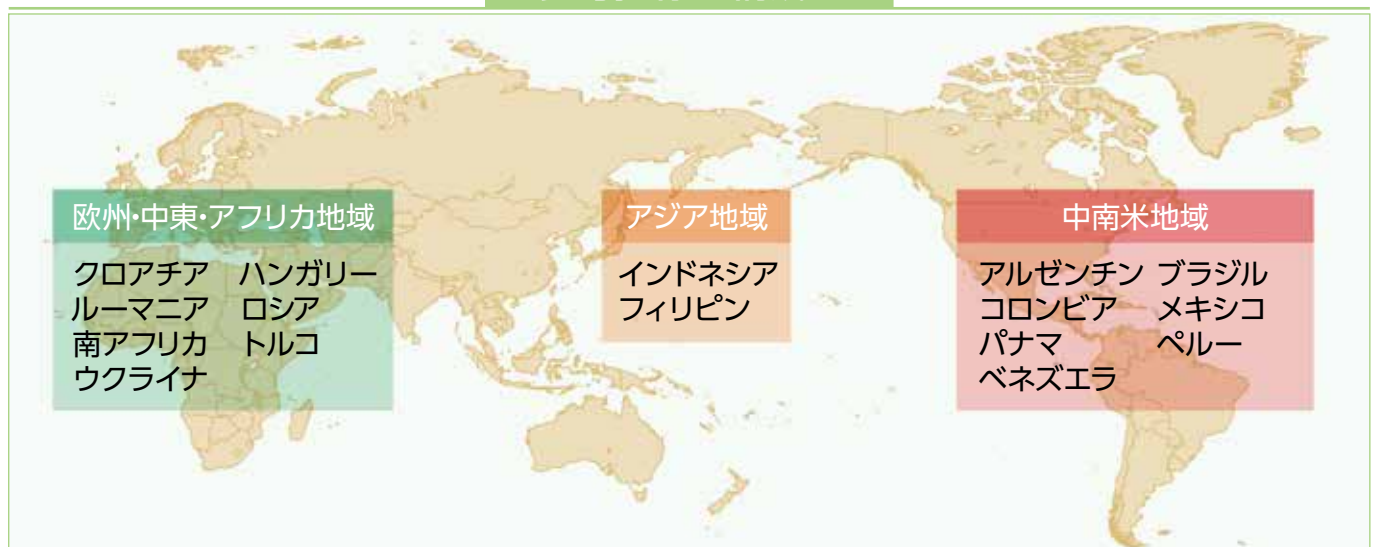 欧州・中東・アフリカ地域
クロアチア ハンガリー
ルーマニア ロシア
南アフリカ トルコ
ウクライナ
アジア地域
インドネシア
フィリピン
中南米地域
アルゼンチン ブラジル
コロンビア メキシコ
パナマ ペルー
ベネズエラ